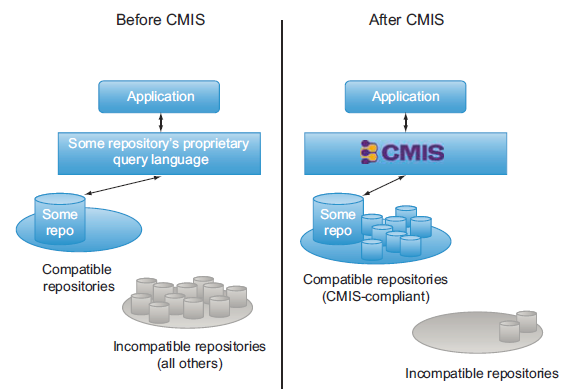 Before CMIS
Application
Some repository's proprietary
query language
Some
repo
Compatible
repositories
Incompatible repositories
(all others)
After CMIS
Application
CMIS
Some
repo
Compatible repositories
(CMIS-compliant)
Incompatible repositories